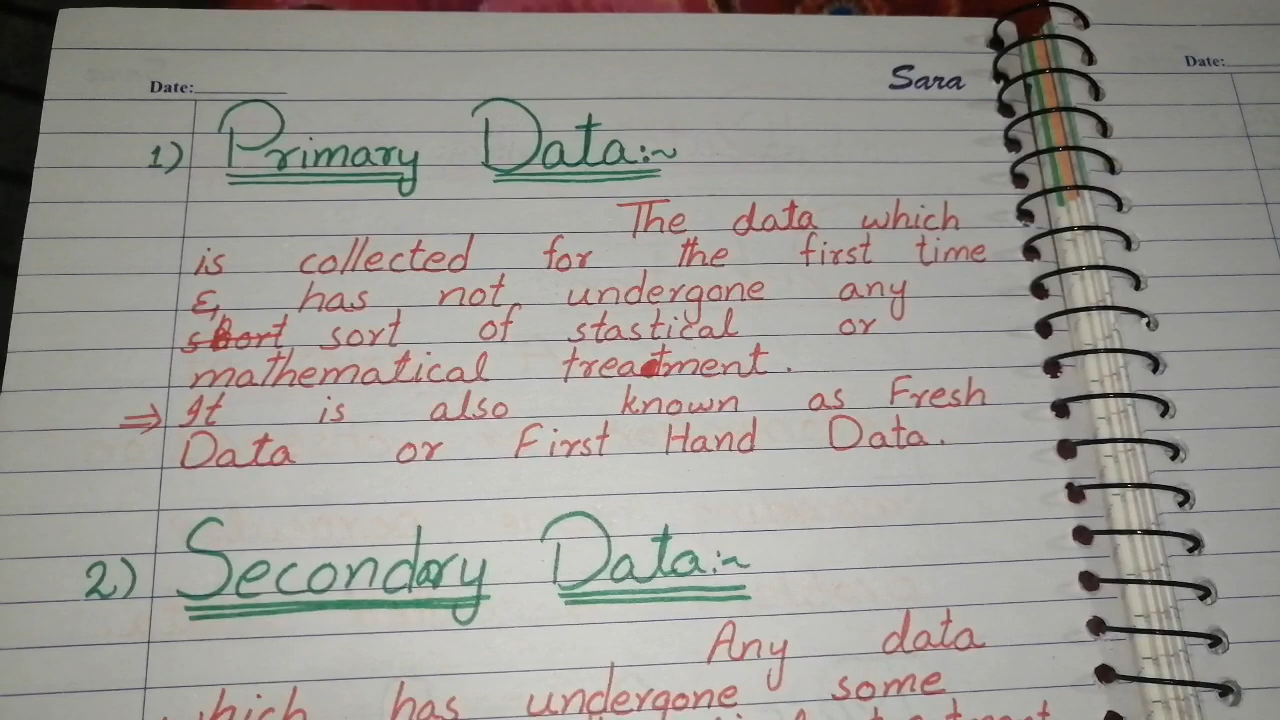 Date:
Sara
Date:
1) Primary Data:~
The data which
is collected for the first time
& has not undergone any
short sort of stastical or
mathematical treatment.
⇒ It is also known as Fresh
Data or First Hand Data.
2) Secondary Data:~
Any data
which has undergone some